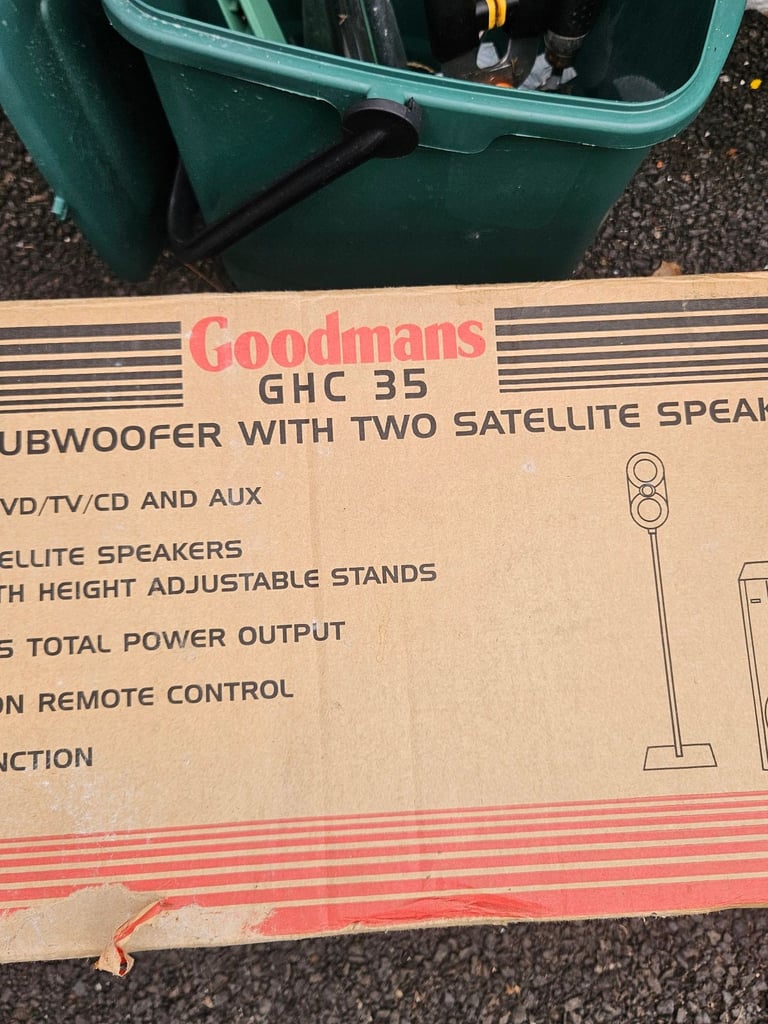 Goodmans
GHC 35
UBWOOFER WITH TWO SATELLITE SPEAK
VD/TV/CD AND AUX
ELLITE SPEAKERS
TH HEIGHT ADJUSTABLE STANDS
S TOTAL POWER OUTPUT
ON REMOTE CONTROL
NCTION